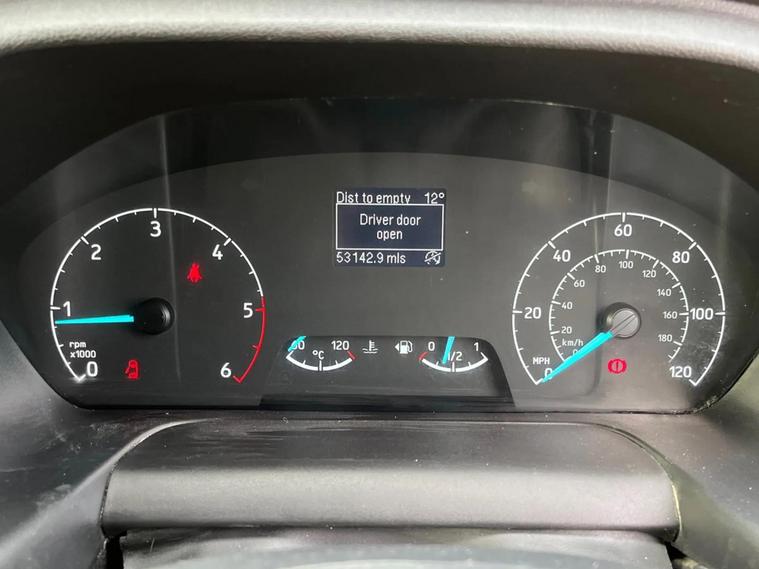 Dist to empty 12°
Driver door
open
53142.9 mls
0 1 2 3 4 5 6
rpm
x1000
60 120
°C
0 1/2 1
0 20 40 60 80 100 120
MPH
0 20 40 60 80 100 120 140 160 180
km/h